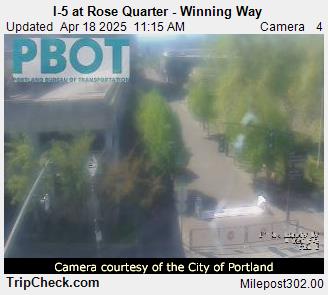 I-5 at Rose Quarter - Winning Way
Updated Apr 18 2025 11:15 AM Camera 4
PBOT
PORTLAND BUREAU OF TRANSPORTATION
Camera courtesy of the City of Portland
TripCheck.com Milepost302.00